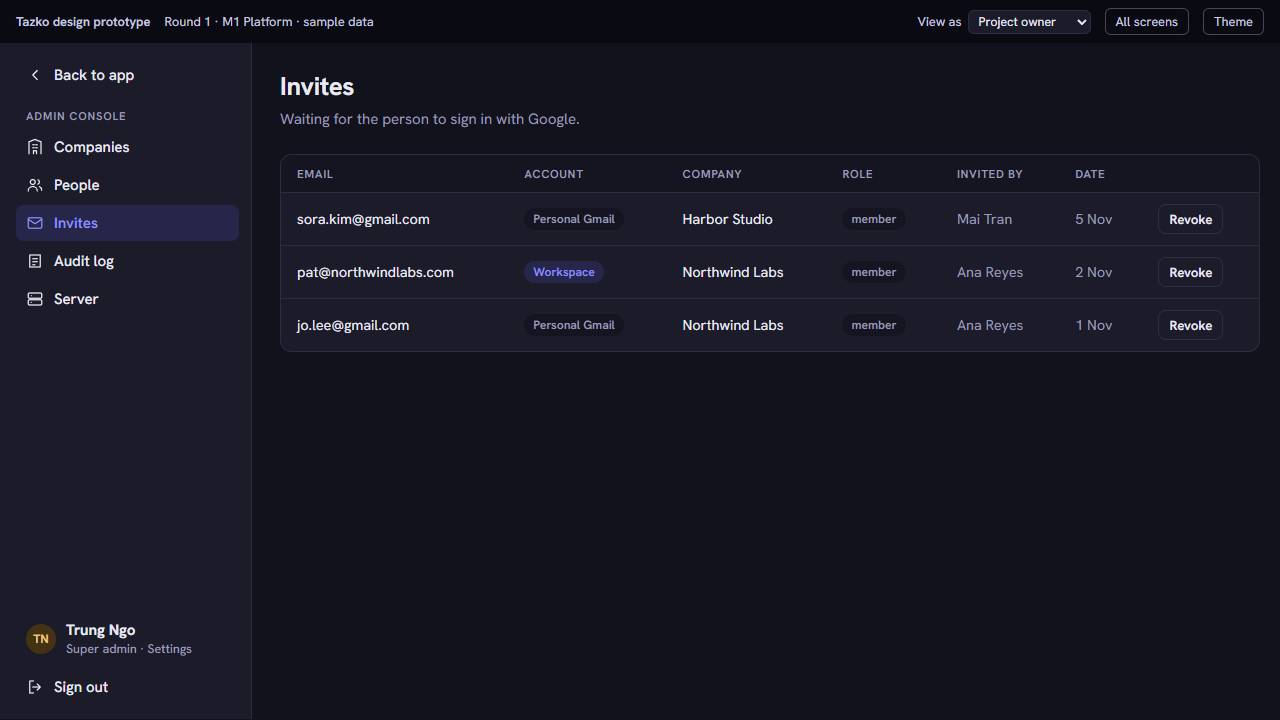 Tazko design prototype Round 1 · M1 Platform · sample data View as Project owner All screens Theme
Back to app
ADMIN CONSOLE
Companies
People
Invites
Audit log
Server
TN
Trung Ngo
Super admin · Settings
Sign out
Invites
Waiting for the person to sign in with Google.
EMAIL ACCOUNT COMPANY ROLE INVITED BY DATE
sora.kim@gmail.com Personal Gmail Harbor Studio member Mai Tran 5 Nov Revoke
pat@northwindlabs.com Workspace Northwind Labs member Ana Reyes 2 Nov Revoke
jo.lee@gmail.com Personal Gmail Northwind Labs member Ana Reyes 1 Nov Revoke